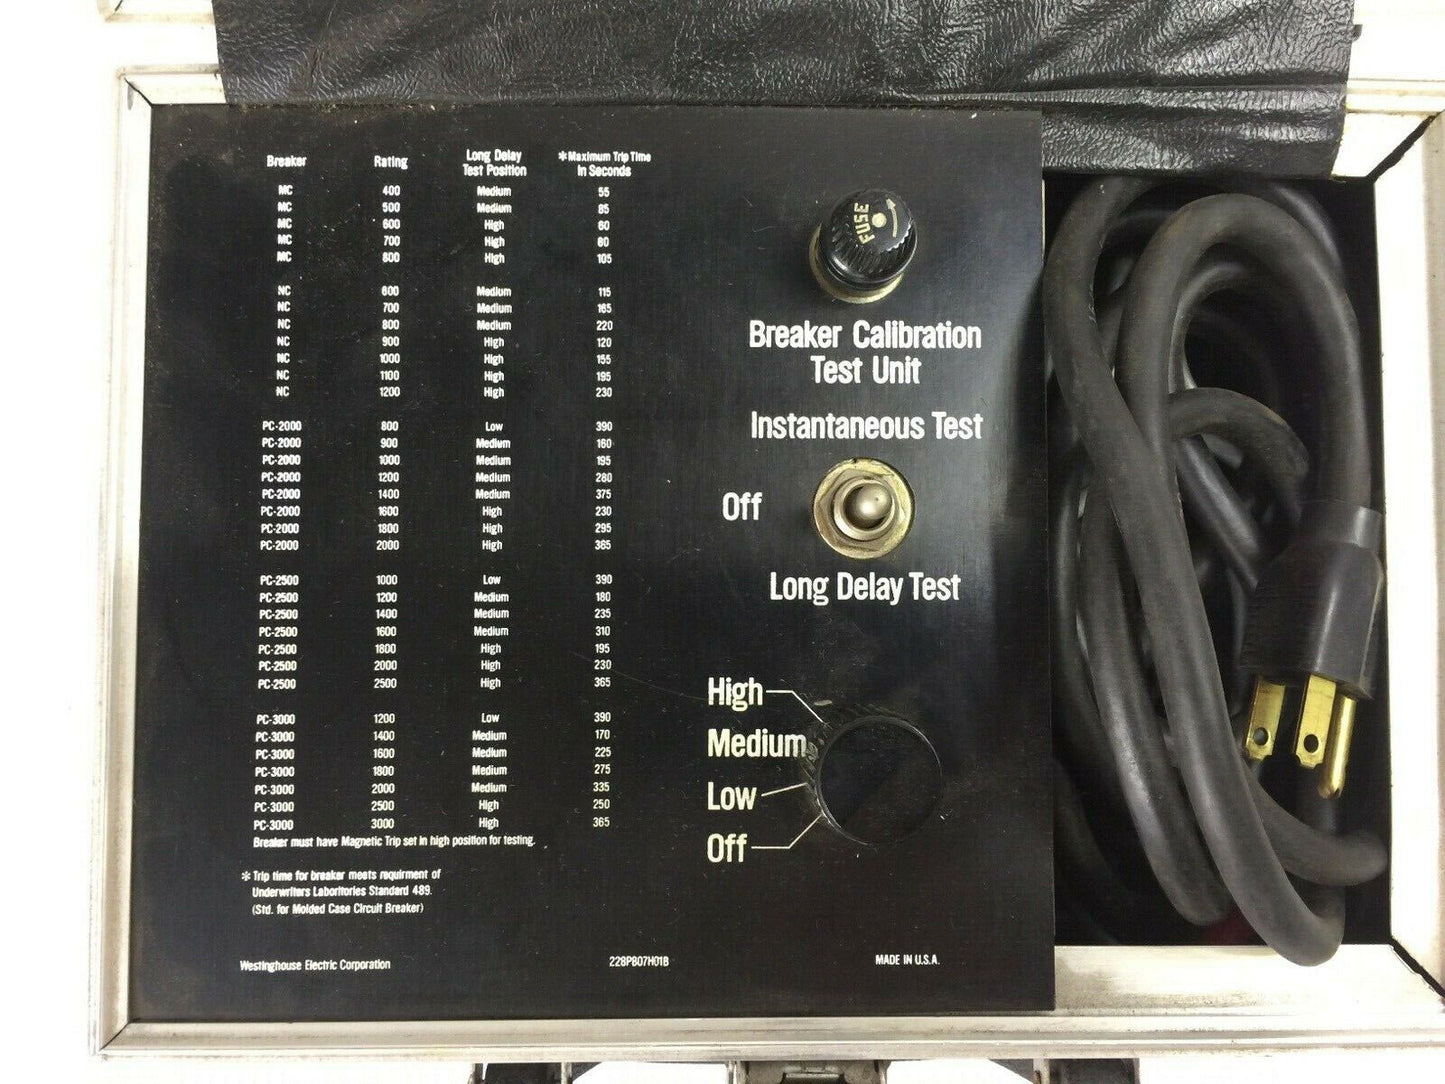 Breaker Rating Long Delay Test Position *Maximum Trip Time In Seconds
MC 400 Medium 55
MC 500 Medium 85
MC 600 High 60
MC 700 High 80
MC 800 High 105
NC 600 Medium 115
NC 700 Medium 165
NC 800 Medium 220
NC 900 High 120
NC 1000 High 155
NC 1100 High 195
NC 1200 High 230
PC-2000 800 Low 390
PC-2000 900 Medium 160
PC-2000 1000 Medium 195
PC-2000 1200 Medium 280
PC-2000 1400 Medium 375
PC-2000 1600 High 230
PC-2000 1800 High 295
PC-2000 2000 High 365
PC-2500 1000 Low 390
PC-2500 1200 Medium 180
PC-2500 1400 Medium 235
PC-2500 1600 Medium 310
PC-2500 1800 High 195
PC-2500 2000 High 230
PC-2500 2500 High 365
PC-3000 1200 Low 390
PC-3000 1400 Medium 170
PC-3000 1600 Medium 225
PC-3000 1800 Medium 275
PC-3000 2000 Medium 335
PC-3000 2500 High 250
PC-3000 3000 High 365
Breaker must have Magnetic Trip set in high position for testing.
*Trip time for breaker meets requirment of
Underwriters Laboritories Standard 489.
(Std. for Molded Case Circuit Breaker)
Westinghouse Electric Corporation
228P807H01B
MADE IN U.S.A.
FUSE
Breaker Calibration
Test Unit
Instantaneous Test
Off
Long Delay Test
High
Medium
Low
Off